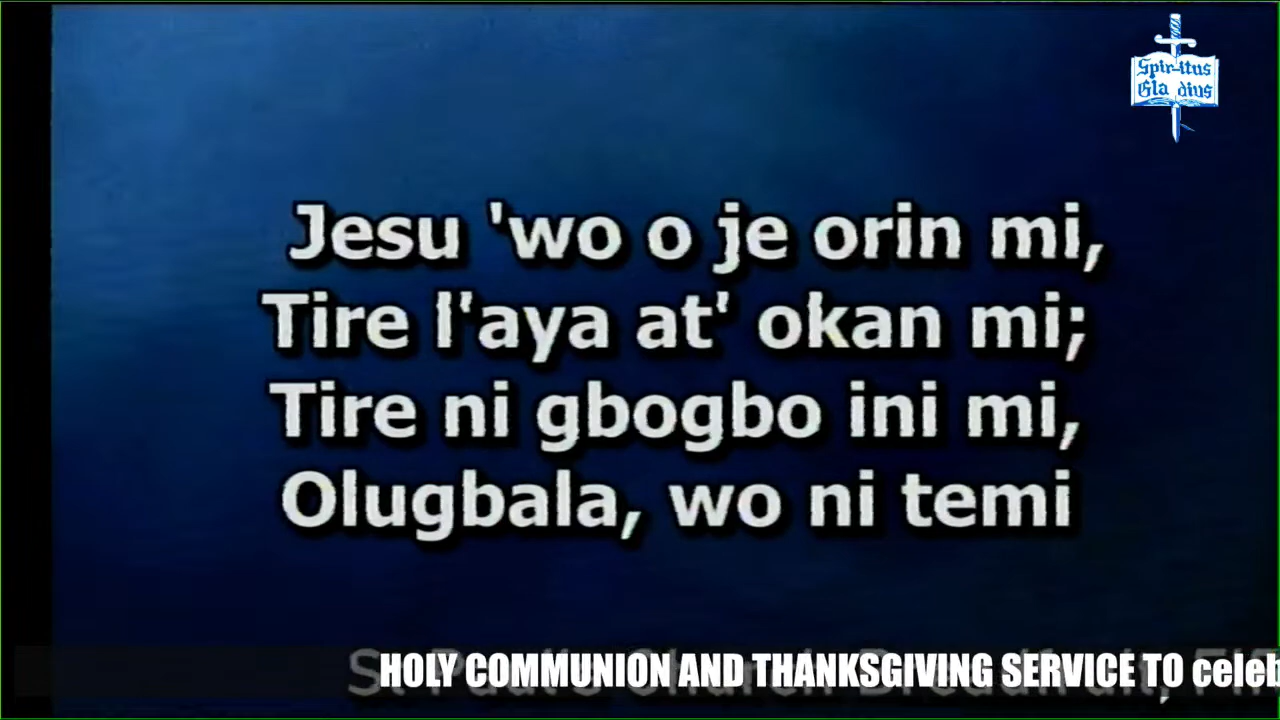 Spir-itus
Gla dius
Jesu 'wo o je orin mi,
Tire l'aya at' okan mi;
Tire ni gbogbo ini mi,
Olugbala, wo ni temi
HOLY COMMUNION AND THANKSGIVING SERVICE TO celeb